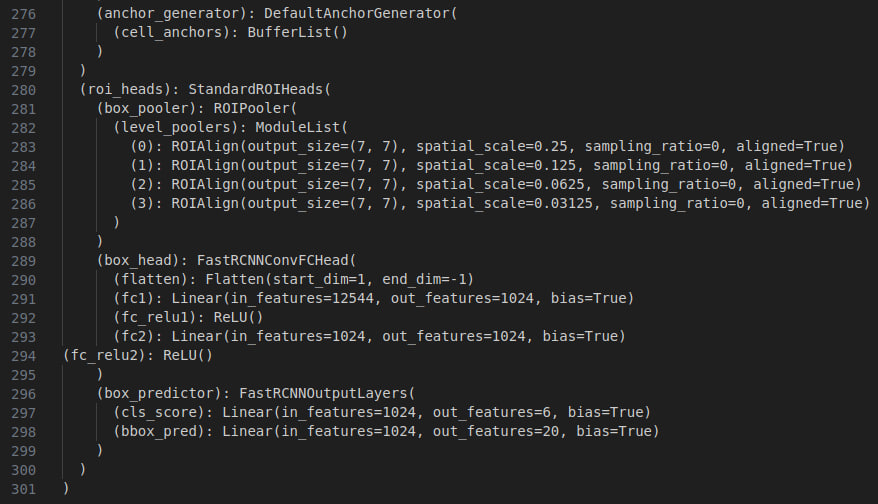 276       (anchor_generator): DefaultAnchorGenerator(
277         (cell_anchors): BufferList()
278       )
279     )
280     (roi_heads): StandardROIHeads(
281       (box_pooler): ROIPooler(
282         (level_poolers): ModuleList(
283           (0): ROIAlign(output_size=(7, 7), spatial_scale=0.25, sampling_ratio=0, aligned=True)
284           (1): ROIAlign(output_size=(7, 7), spatial_scale=0.125, sampling_ratio=0, aligned=True)
285           (2): ROIAlign(output_size=(7, 7), spatial_scale=0.0625, sampling_ratio=0, aligned=True)
286           (3): ROIAlign(output_size=(7, 7), spatial_scale=0.03125, sampling_ratio=0, aligned=True)
287         )
288       )
289       (box_head): FastRCNNConvFCHead(
290         (flatten): Flatten(start_dim=1, end_dim=-1)
291         (fc1): Linear(in_features=12544, out_features=1024, bias=True)
292         (fc_relu1): ReLU()
293         (fc2): Linear(in_features=1024, out_features=1024, bias=True)
294   (fc_relu2): ReLU()
295       )
296       (box_predictor): FastRCNNOutputLayers(
297         (cls_score): Linear(in_features=1024, out_features=6, bias=True)
298         (bbox_pred): Linear(in_features=1024, out_features=20, bias=True)
299       )
300     )
301   )